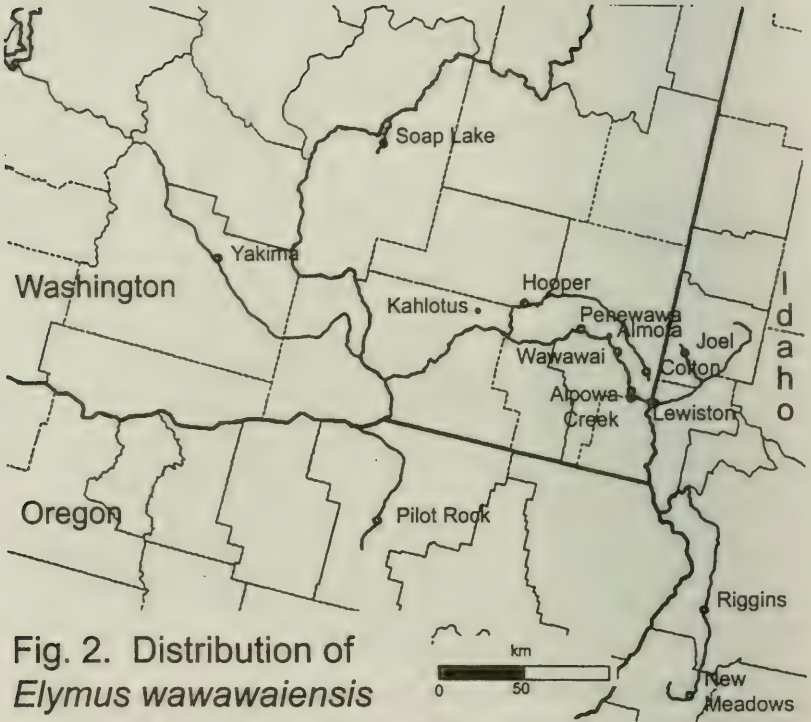 Soap Lake
Yakima
Washington
Hooper
Kahlotus
Penewawa
Almota
Wawawai
Joel
Colton
Alpowa
Creek
Lewiston
Idaho
Oregon
Pilot Rock
Riggins
New
Meadows
km
0 50
Fig. 2. Distribution of
Elymus wawawaiensis